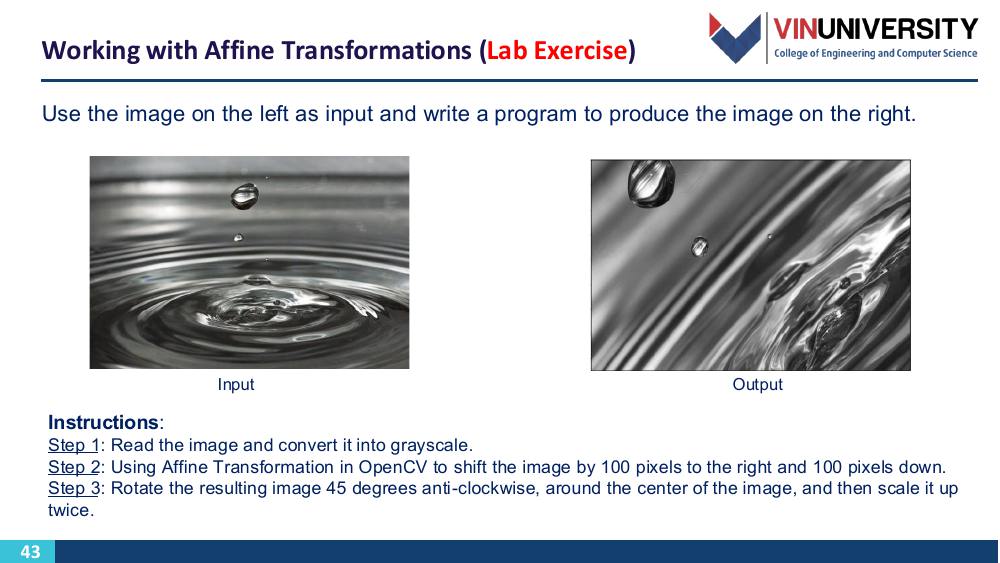 Working with Affine Transformations (Lab Exercise)
VINUNIVERSITY
College of Engineering and Computer Science
Use the image on the left as input and write a program to produce the image on the right.
Input
Output
Instructions:
Step 1: Read the image and convert it into grayscale.
Step 2: Using Affine Transformation in OpenCV to shift the image by 100 pixels to the right and 100 pixels down.
Step 3: Rotate the resulting image 45 degrees anti-clockwise, around the center of the image, and then scale it up
twice.
43